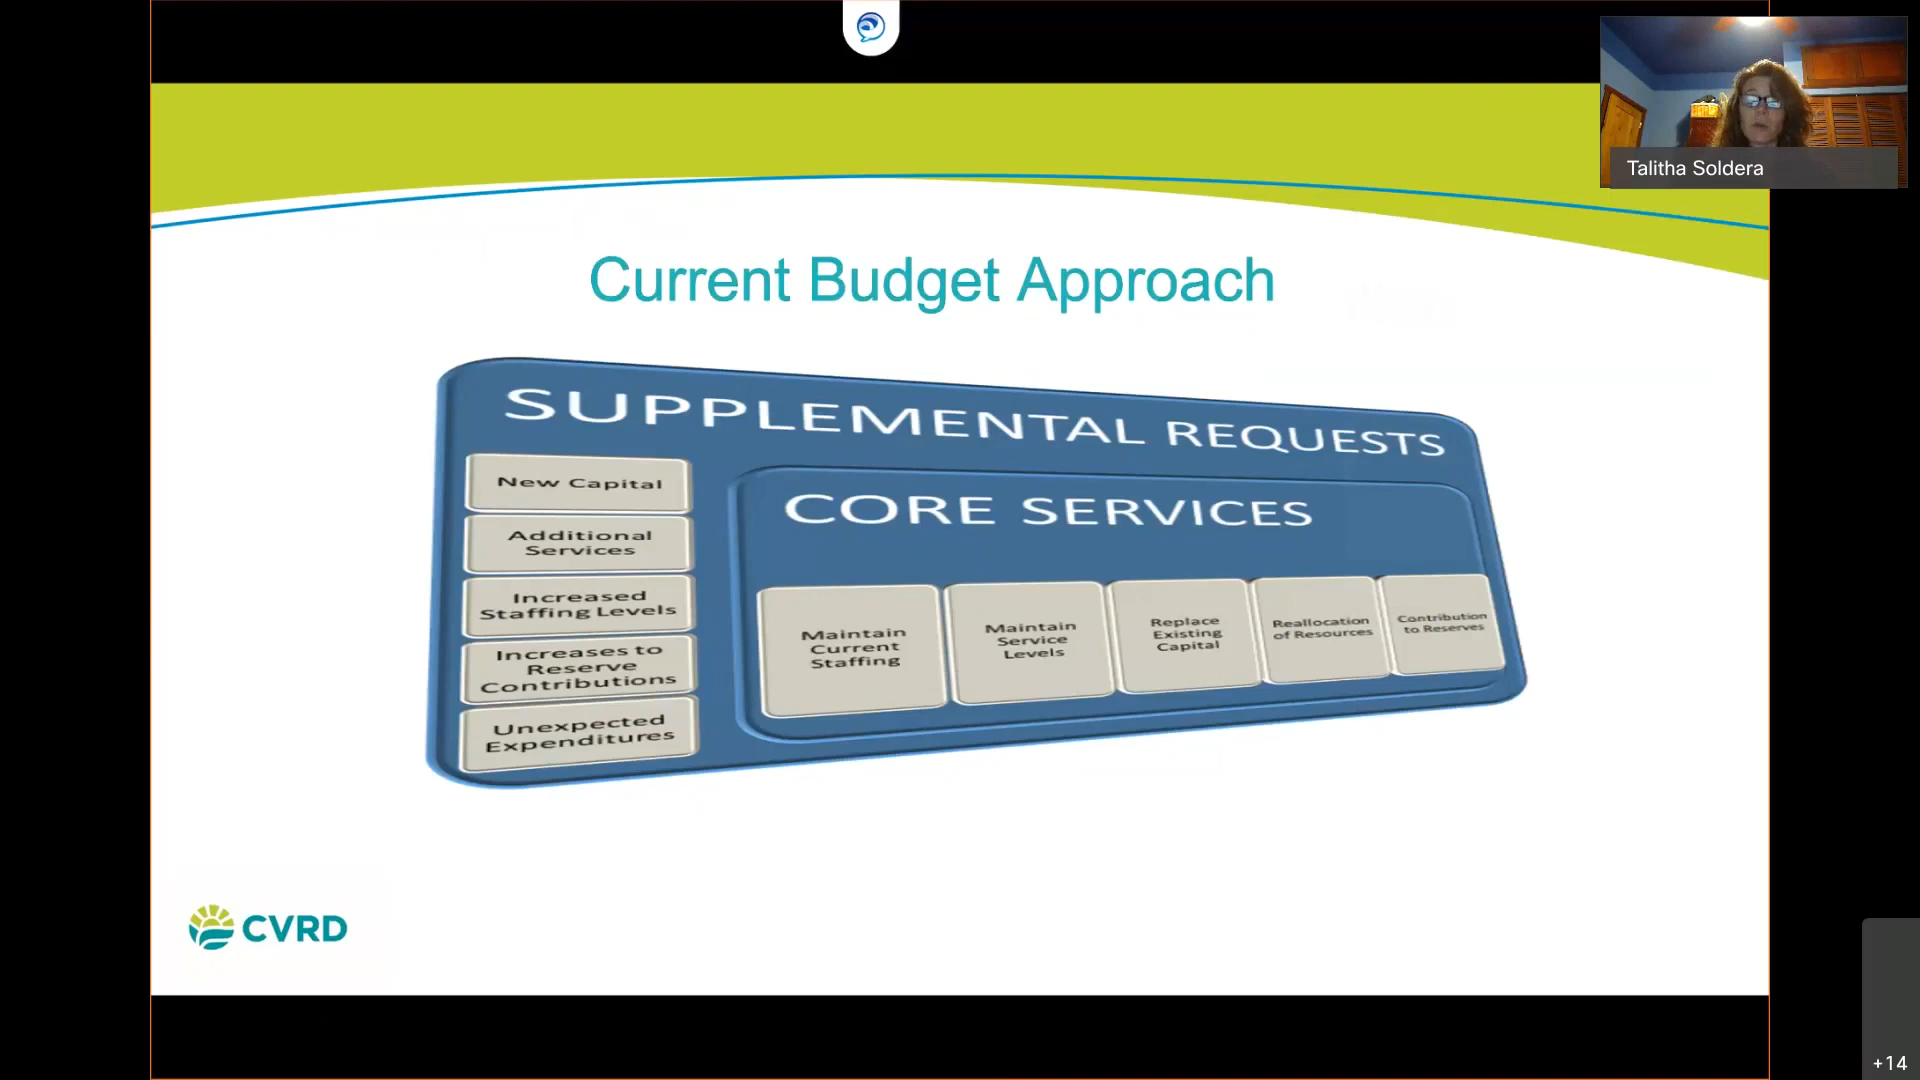 Talitha Soldera
Current Budget Approach
SUPPLEMENTAL REQUESTS
New Capital
Additional
Services
Increased
Staffing Levels
Increases to
Reserve
Contributions
Unexpected
Expenditures
CORE SERVICES
Maintain
Current
Staffing
Maintain
Service
Levels
Replace
Existing
Capital
Reallocation
of Resources
Contribution
to Reserves
CVRD
+14